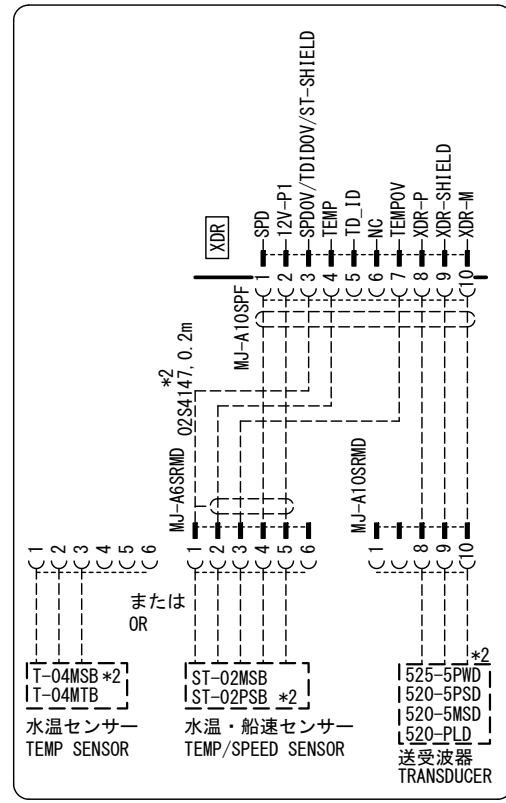 XDR
SPD
12V-P1
SPD0V/TDID0V/ST-SHIELD
TEMP
TD_ID
NC
TEMP0V
XDR-P
XDR-SHIELD
XDR-M
1
2
3
4
5
6
7
8
9
10
MJ-A10SPF
*2
02S4147,0.2m
MJ-A6SRMD
MJ-A10SRMD
1
2
3
4
5
6
または
OR
1
2
3
4
5
6
1
8
9
10
T-04MSB *2
T-04MTB
水温センサー
TEMP SENSOR
ST-02MSB
ST-02PSB *2
水温・船速センサー
TEMP/SPEED SENSOR
*2
525-5PWD
520-5PSD
520-5MSD
520-PLD
送受波器
TRANSDUCER